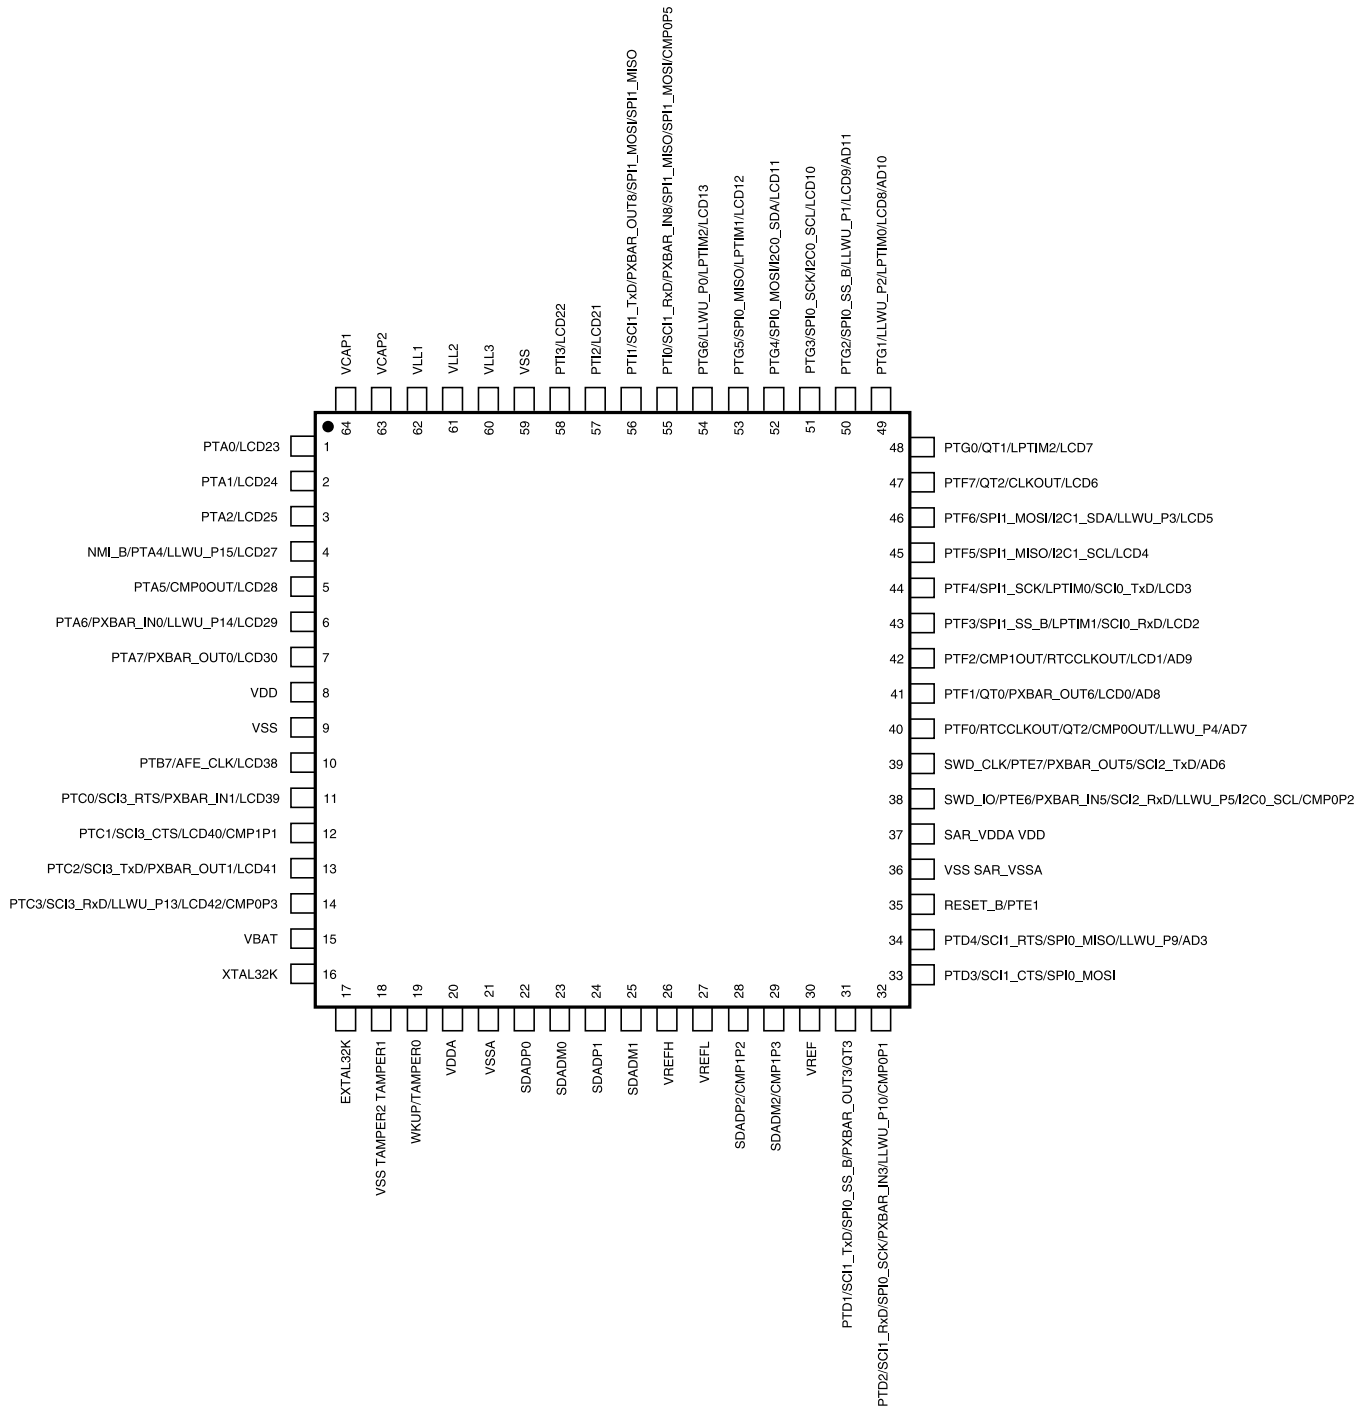 VCAP1
VCAP2
VLL1
VLL2
VLL3
VSS
PTI3/LCD22
PTI2/LCD21
PTI1/SCI1_TxD/PXBAR_OUT8/SPI1_MOSI/SPI1_MISO
PTI0/SCI1_RxD/PXBAR_IN8/SPI1_MISO/SPI1_MOSI/CMP0P5
PTG6/LLWU_P0/LPTIM2/LCD13
PTG5/SPI0_MISO/LPTIM1/LCD12
PTG4/SPI0_MOSI/I2C0_SDA/LCD11
PTG3/SPI0_SCK/I2C0_SCL/LCD10
PTG2/SPI0_SS_B/LLWU_P1/LCD9/AD11
PTG1/LLWU_P2/LPTIM0/LCD8/AD10
64
63
62
61
60
59
58
57
56
55
54
53
52
51
50
49
PTA0/LCD23 1
PTA1/LCD24 2
PTA2/LCD25 3
NMI_B/PTA4/LLWU_P15/LCD27 4
PTA5/CMP0OUT/LCD28 5
PTA6/PXBAR_IN0/LLWU_P14/LCD29 6
PTA7/PXBAR_OUT0/LCD30 7
VDD 8
VSS 9
PTB7/AFE_CLK/LCD38 10
PTC0/SCI3_RTS/PXBAR_IN1/LCD39 11
PTC1/SCI3_CTS/LCD40/CMP1P1 12
PTC2/SCI3_TxD/PXBAR_OUT1/LCD41 13
PTC3/SCI3_RxD/LLWU_P13/LCD42/CMP0P3 14
VBAT 15
XTAL32K 16
48 PTG0/QT1/LPTIM2/LCD7
47 PTF7/QT2/CLKOUT/LCD6
46 PTF6/SPI1_MOSI/I2C1_SDA/LLWU_P3/LCD5
45 PTF5/SPI1_MISO/I2C1_SCL/LCD4
44 PTF4/SPI1_SCK/LPTIM0/SCI0_TxD/LCD3
43 PTF3/SPI1_SS_B/LPTIM1/SCI0_RxD/LCD2
42 PTF2/CMP1OUT/RTCCLKOUT/LCD1/AD9
41 PTF1/QT0/PXBAR_OUT6/LCD0/AD8
40 PTF0/RTCCLKOUT/QT2/CMP0OUT/LLWU_P4/AD7
39 SWD_CLK/PTE7/PXBAR_OUT5/SCI2_TxD/AD6
38 SWD_IO/PTE6/PXBAR_IN5/SCI2_RxD/LLWU_P5/I2C0_SCL/CMP0P2
37 SAR_VDDA VDD
36 VSS SAR_VSSA
35 RESET_B/PTE1
34 PTD4/SCI1_RTS/SPI0_MISO/LLWU_P9/AD3
33 PTD3/SCI1_CTS/SPI0_MOSI
17
18
19
20
21
22
23
24
25
26
27
28
29
30
31
32
EXTAL32K
VSS TAMPER2 TAMPER1
WKUP/TAMPER0
VDDA
VSSA
SDADP0
SDADM0
SDADP1
SDADM1
VREFH
VREFL
SDADP2/CMP1P2
SDADM2/CMP1P3
VREF
PTD1/SCI1_TxD/SPI0_SS_B/PXBAR_OUT3/QT3
PTD2/SCI1_RxD/SPI0_SCK/PXBAR_IN3/LLWU_P10/CMP0P1